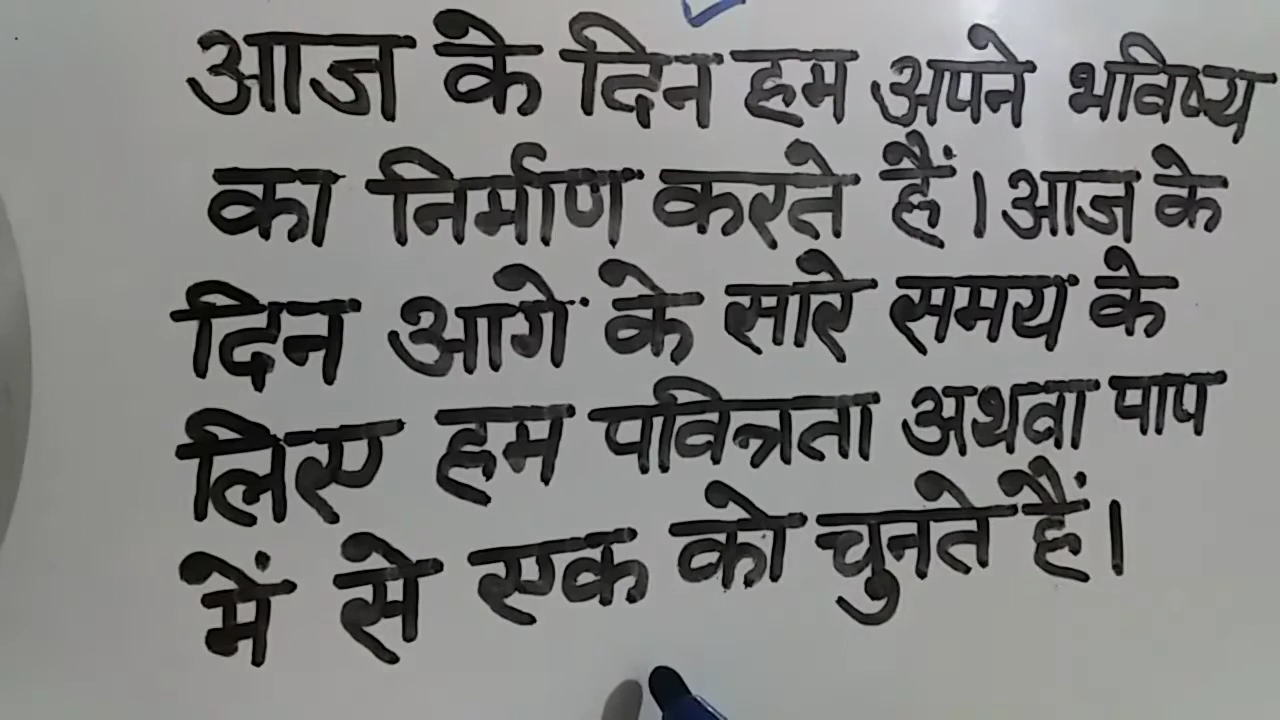 आज के दिन हम अपने भविष्य
का निर्माण करते हैं। आज के
दिन आगे के सारे समय के
लिए हम पवित्रता अथवा पाप
में से एक को चुनते हैं।